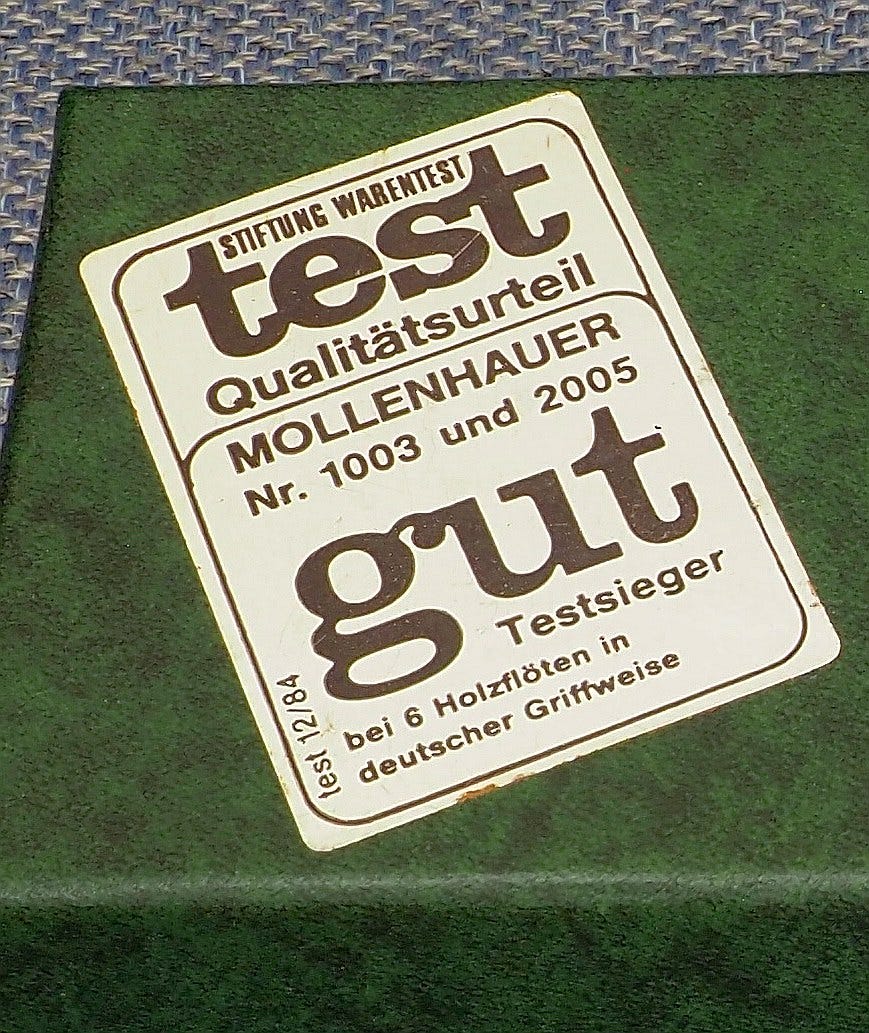 STIFTUNG WARENTEST
test
Qualitätsurteil
MOLLENHAUER
Nr. 1003 und 2005
gut
Testsieger
bei 6 Holzflöten in
deutscher Griffweise
test 12/84